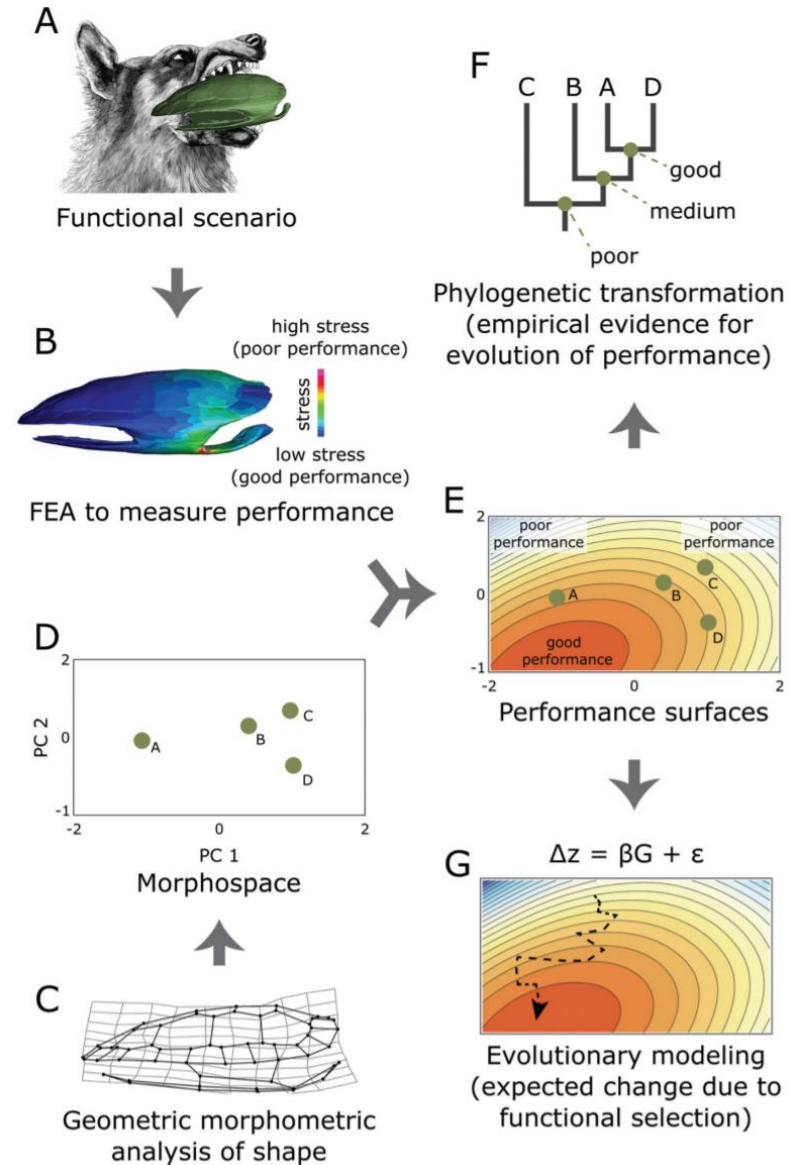 A
Functional scenario
B
high stress
(poor performance)
stress
low stress
(good performance)
FEA to measure performance
D
2
0
-1
PC 2
A
B
C
D
-2
0
2
PC 1
Morphospace
C
Geometric morphometric
analysis of shape
F
C B A D
good
medium
poor
Phylogenetic transformation
(empirical evidence for
evolution of performance)
E
2
0
-1
poor
performance
poor
performance
A
B
C
D
good
performance
-2
0
2
Performance surfaces
G
Δz = βG + ε
Evolutionary modeling
(expected change due to
functional selection)